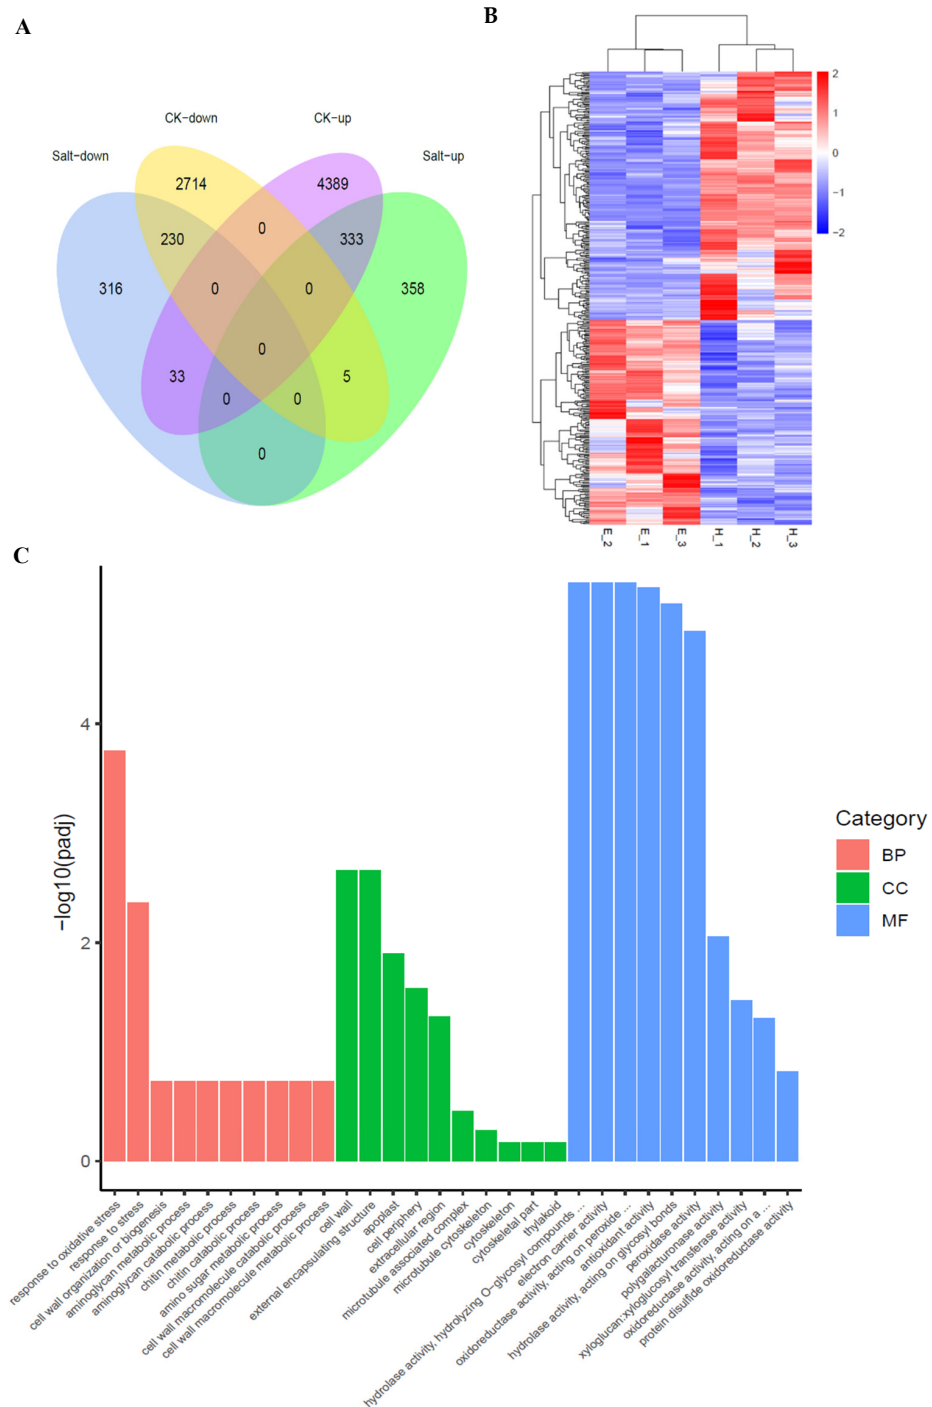 A
B
CK-down
CK-up
Salt-down
Salt-up
2714
4389
0
230
333
316
0
0
358
0
33
5
0
0
0
2
1
0
-1
-2
E_2
E_1
E_3
H_1
H_2
H_3
C
-log10(padj)
4
2
0
Category
BP
CC
MF
response to oxidative stress
response to stress
cell wall organization or biogenesis
aminoglycan metabolic process
aminoglycan catabolic process
chitin metabolic process
chitin catabolic process
amino sugar metabolic process
cell wall macromolecule catabolic process
cell wall macromolecule metabolic process
cell wall
external encapsulating structure
apoplast
cell periphery
extracellular region
microtubule associated complex
microtubule cytoskeleton
cytoskeleton
cytoskeletal part
thylakoid
hydrolase activity, hydrolyzing O-glycosyl compounds ...
electron carrier activity
oxidoreductase activity, acting on peroxide ...
antioxidant activity
hydrolase activity, acting on glycosyl bonds
peroxidase activity
polygalacturonase activity
xyloglucan:xyloglucosyl transferase activity
oxidoreductase activity, acting on a ...
protein disulfide oxidoreductase activity